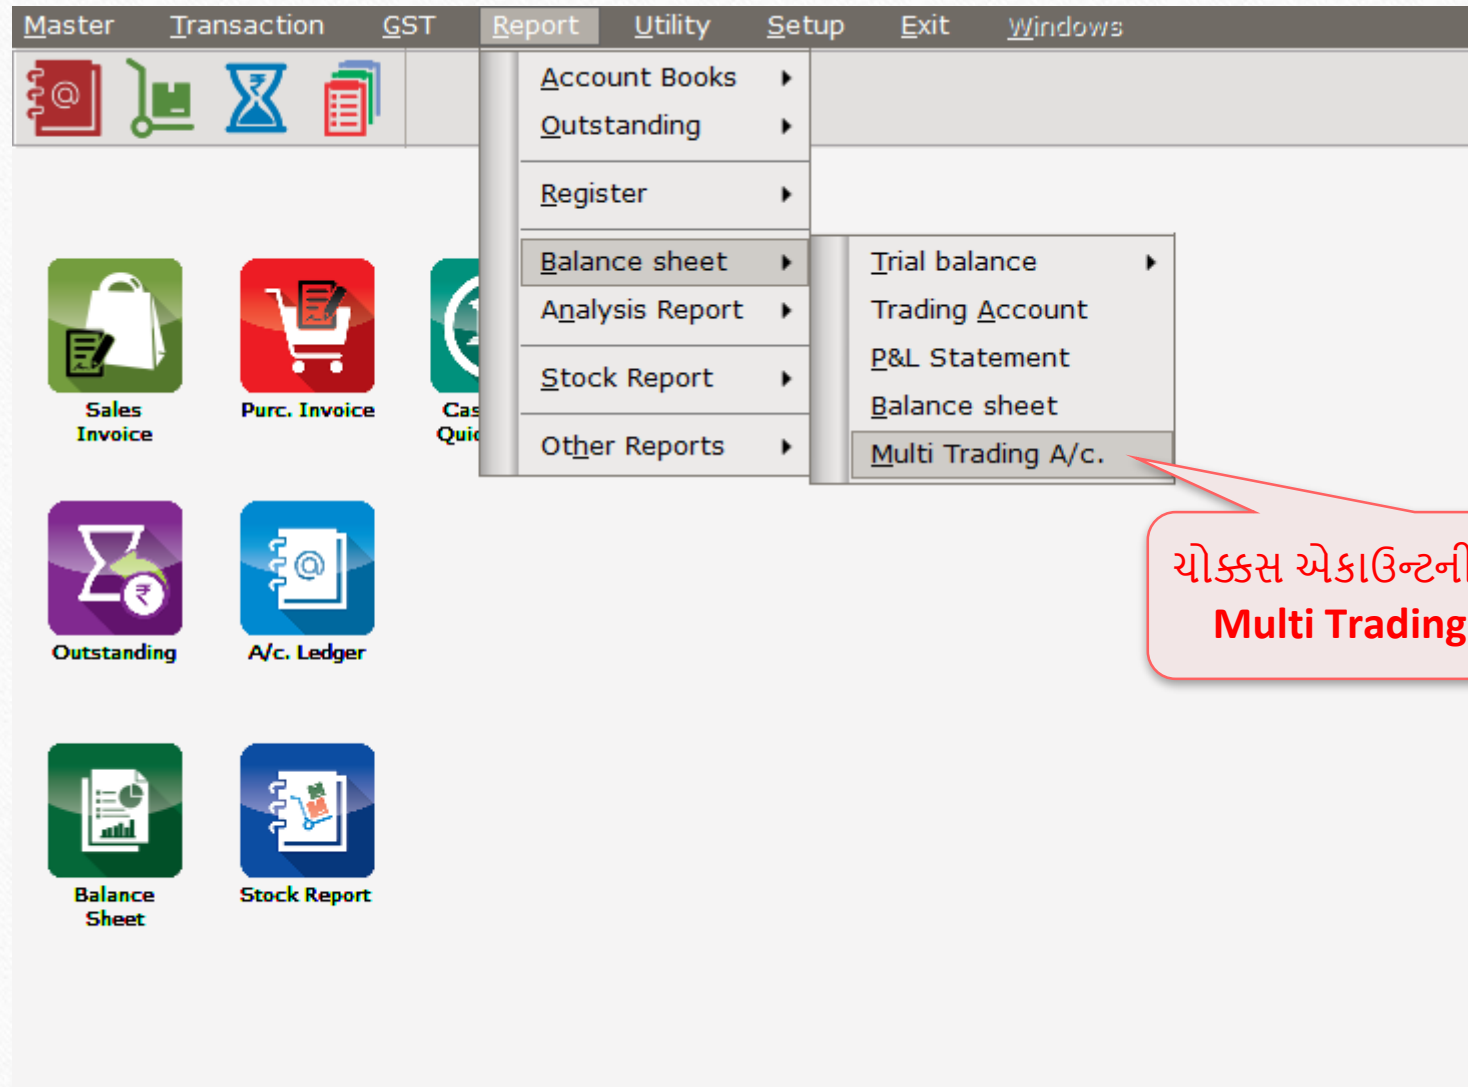 Master Transaction GST Report Utility Setup Exit Windows
Account Books
Outstanding
Register
Balance sheet
Analysis Report
Stock Report
Other Reports
Trial balance
Trading Account
P&L Statement
Balance sheet
Multi Trading A/c.
ચોક્કસ એકાઉન્ટની
Multi Trading
Sales
Invoice
Purc. Invoice
Cas
Quic
Outstanding
A/c. Ledger
Balance
Sheet
Stock Report